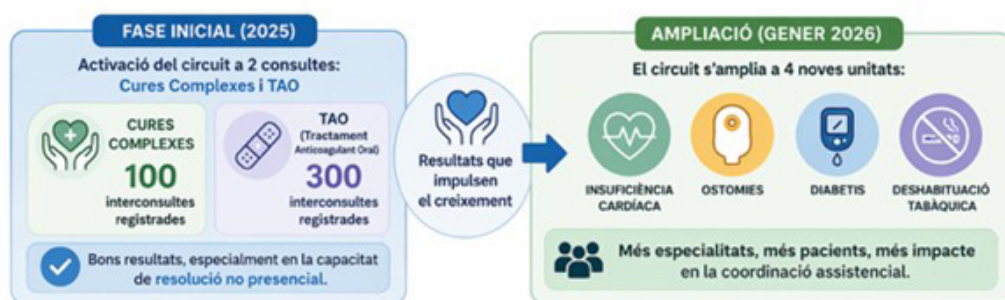 FASE INICIAL (2025)
Activació del circuit a 2 consultes:
Cures Complexes i TAO
CURES
COMPLEXES
100
interconsultes
registrades
TAO
(Tractament
Anticoagulant Oral)
300
interconsultes
registrades
Bons resultats, especialment en la capacitat
de resolució no presencial.
Resultats que
impulsen
el creixement
AMPLIACIÓ (GENER 2026)
El circuit s'amplia a 4 noves unitats:
INSUFICIÈNCIA
CARDÍACA
OSTOMIES
DIABETIS
DESHABITUACIÓ
TABÀQUICA
Més especialitats, més pacients, més impacte
en la coordinació assistencial.